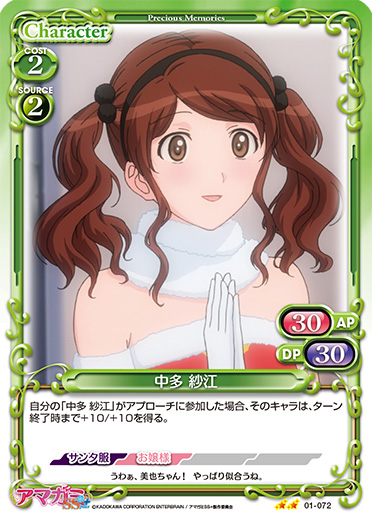 Precious Memories
Character
COST
2
SOURCE
2
30 AP
DP 30
中多 紗江
自分の「中多 紗江」がアプローチに参加した場合、そのキャラは、ターン
終了時まで+10/+10を得る。
サンタ服 お嬢様
うわぁ、美也ちゃん！ やっぱり似合うね。
アマガミSS+
©KADOKAWA CORPORATION ENTERBRAIN / アマガミSS+製作委員会
01-072